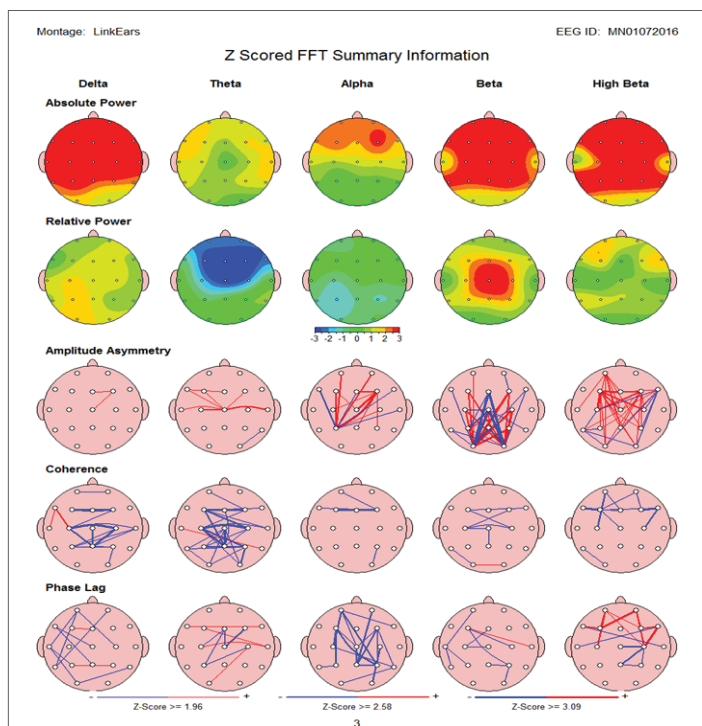 Montage: LinkEars EEG ID: MN01072016
Z Scored FFT Summary Information
Delta Theta Alpha Beta High Beta
Absolute Power
Relative Power
-3 -2 -1 0 1 2 3
Amplitude Asymmetry
Coherence
Phase Lag
- + - + - +
Z-Score >= 1.96 Z-Score >= 2.58 Z-Score >= 3.09
3